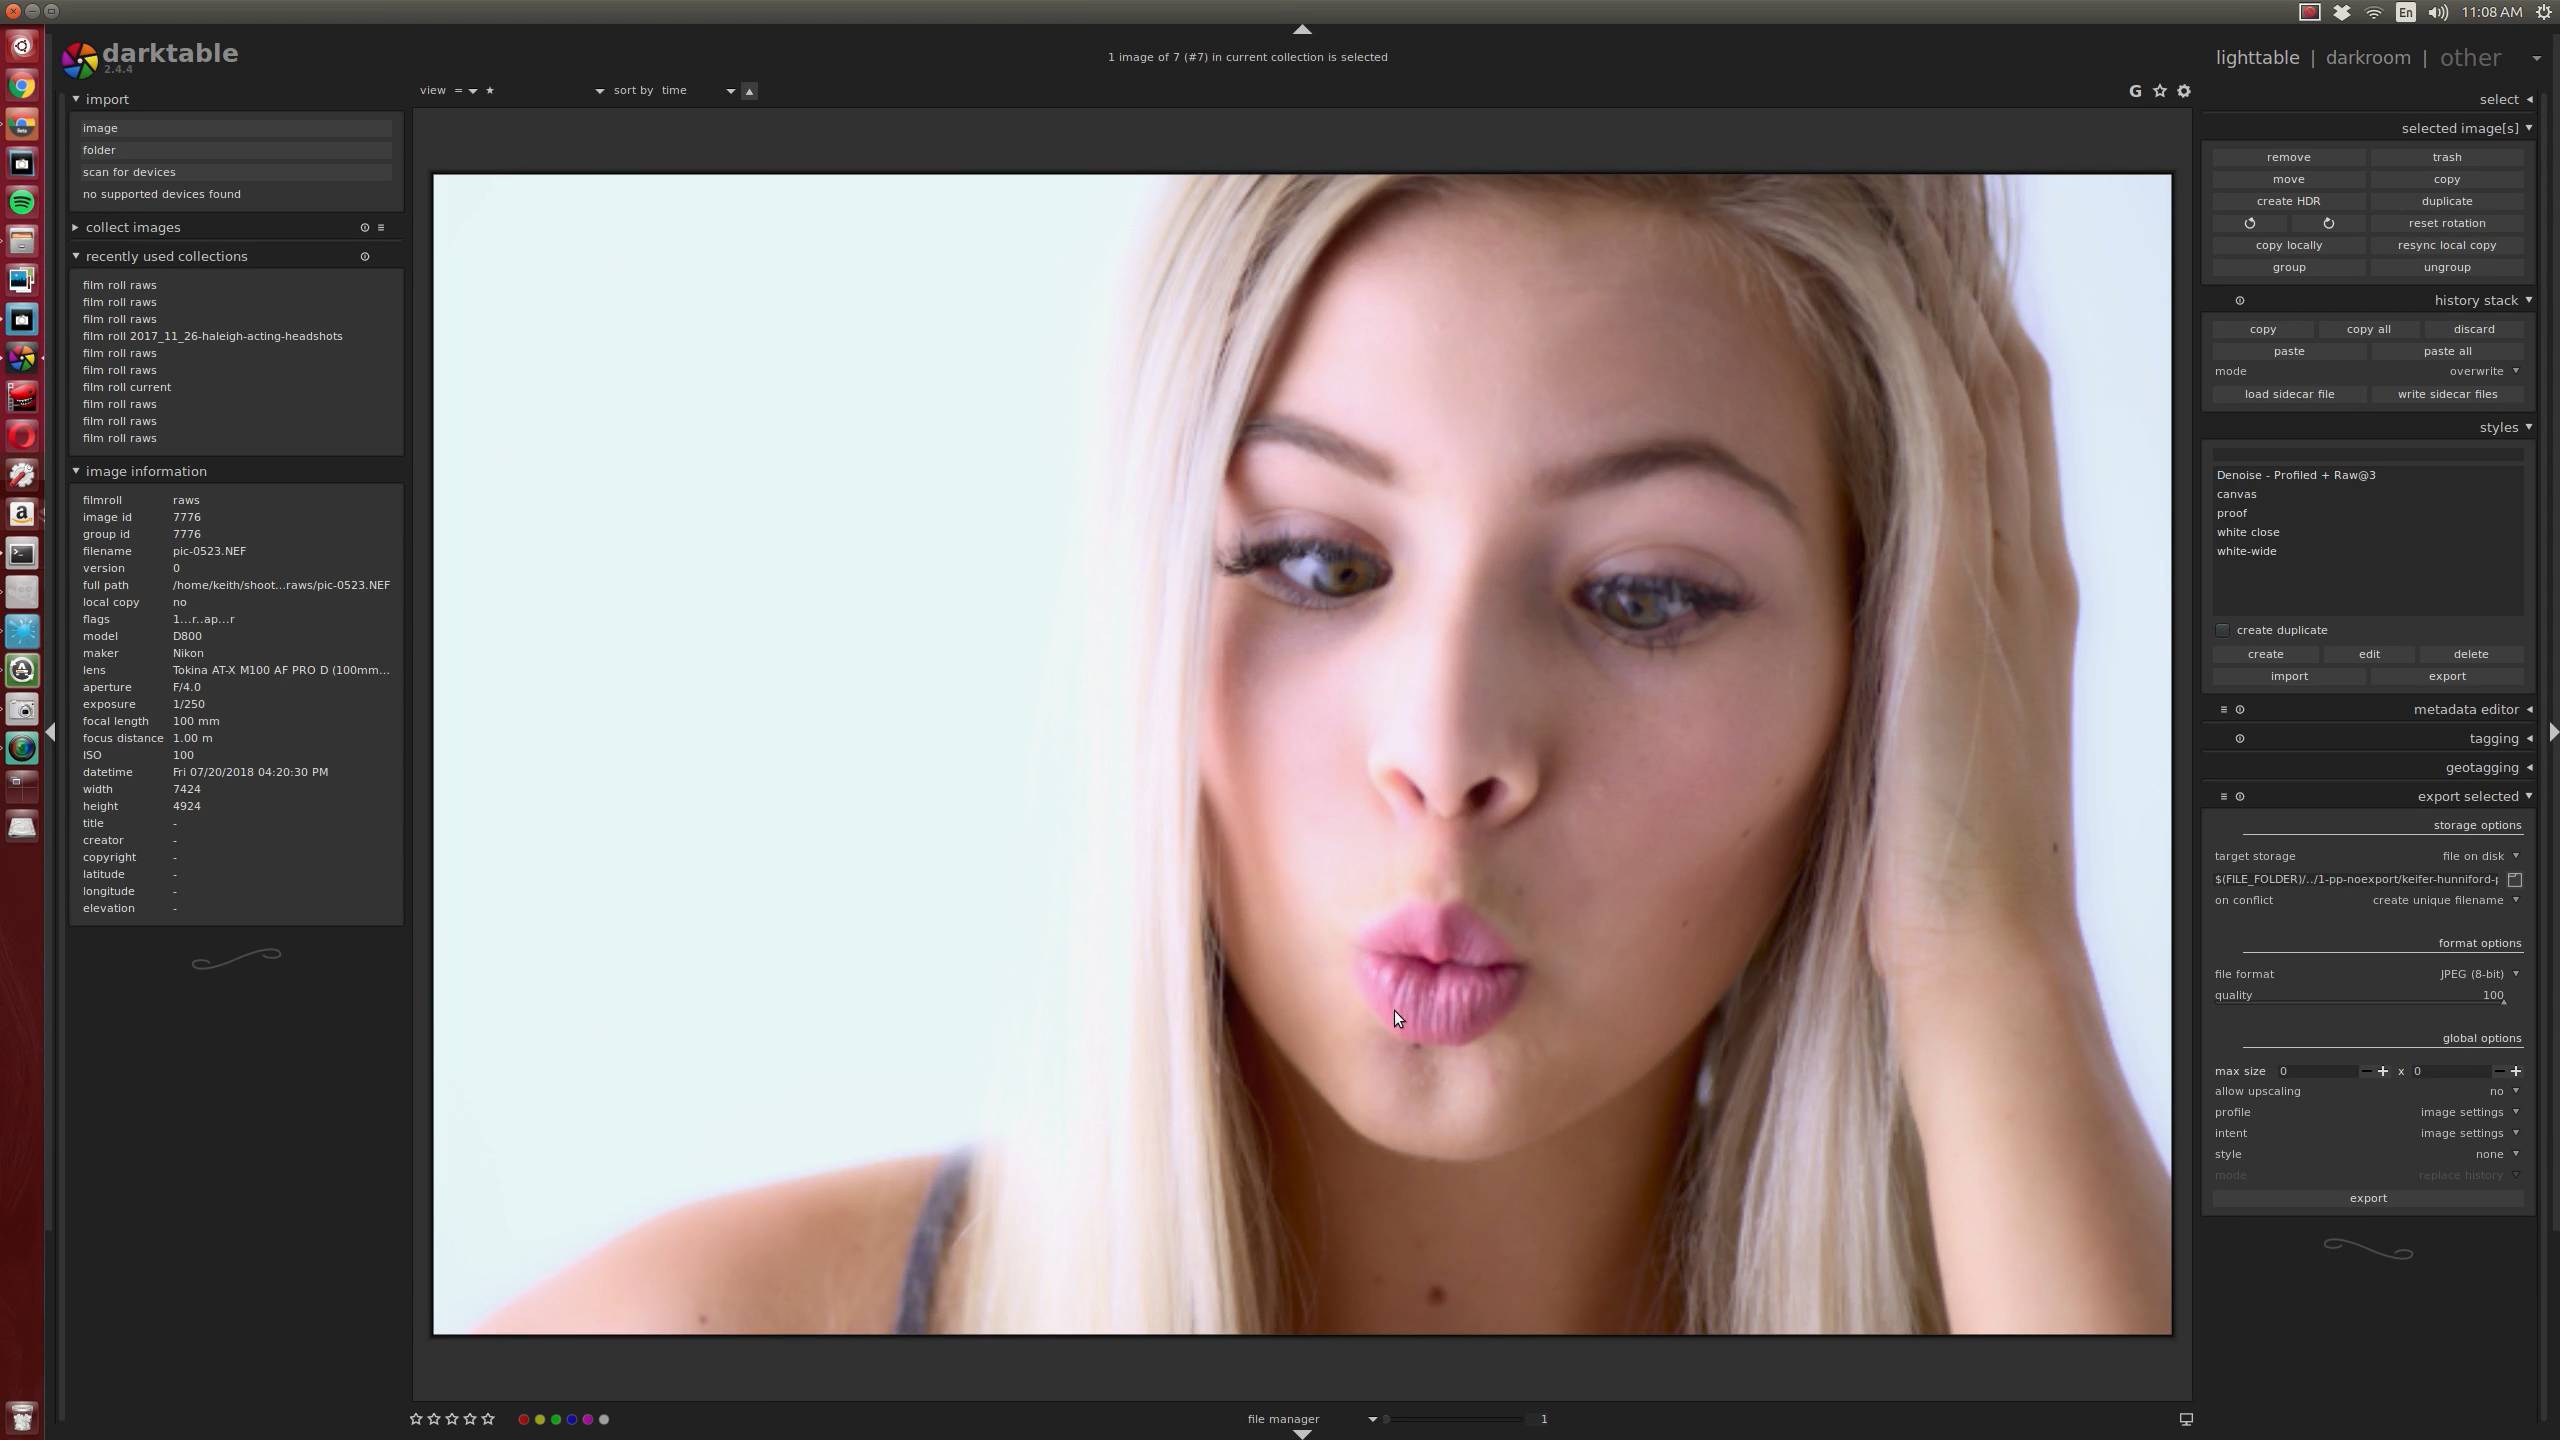 En 11:08 AM
darktable
2.4.4
1 image of 7 (#7) in current collection is selected
lighttable | darkroom | other
view = ★ sort by time
G
import
image
folder
scan for devices
no supported devices found
collect images
recently used collections
film roll raws
film roll raws
film roll raws
film roll 2017_11_26-haleigh-acting-headshots
film roll raws
film roll raws
film roll current
film roll raws
film roll raws
film roll raws
image information
filmroll raws
image id 7776
group id 7776
filename pic-0523.NEF
version 0
full path /home/keith/shoot...raws/pic-0523.NEF
local copy no
flags 1...r..ap...r
model D800
maker Nikon
lens Tokina AT-X M100 AF PRO D (100mm...
aperture F/4.0
exposure 1/250
focal length 100 mm
focus distance 1.00 m
ISO 100
datetime Fri 07/20/2018 04:20:30 PM
width 7424
height 4924
title -
creator -
copyright -
latitude -
longitude -
elevation -
file manager 1
select
selected image[s]
remove trash
move copy
create HDR duplicate
reset rotation
copy locally resync local copy
group ungroup
history stack
copy copy all discard
paste paste all
mode overwrite
load sidecar file write sidecar files
styles
Denoise - Profiled + Raw@3
canvas
proof
white close
white-wide
create duplicate
create edit delete
import export
metadata editor
tagging
geotagging
export selected
storage options
target storage file on disk
$(FILE_FOLDER)/../1-pp-noexport/keifer-hunniford-
on conflict create unique filename
format options
file format JPEG (8-bit)
quality 100
global options
max size 0 x 0
allow upscaling no
profile image settings
intent image settings
style none
mode replace history
export